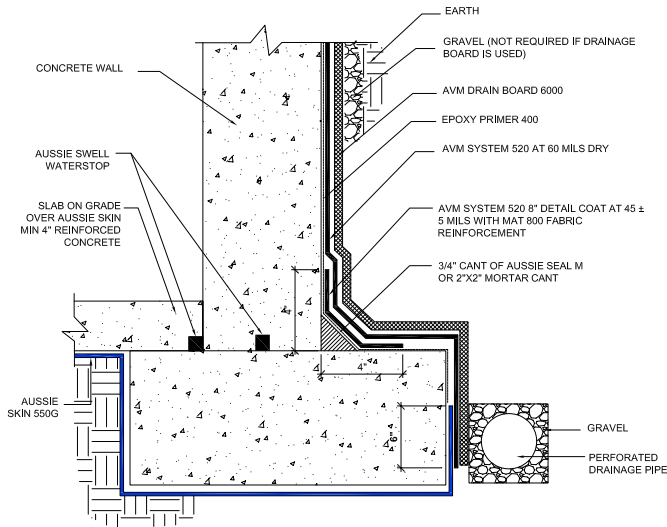 EARTH
GRAVEL (NOT REQUIRED IF DRAINAGE
BOARD IS USED)
CONCRETE WALL
AVM DRAIN BOARD 6000
EPOXY PRIMER 400
AUSSIE SWELL
WATERSTOP
AVM SYSTEM 520 AT 60 MILS DRY
SLAB ON GRADE
OVER AUSSIE SKIN
MIN 4" REINFORCED
CONCRETE
AVM SYSTEM 520 8" DETAIL COAT AT 45 ±
5 MILS WITH MAT 800 FABRIC
REINFORCEMENT
3/4" CANT OF AUSSIE SEAL M
OR 2"X2" MORTAR CANT
4"
4"
AUSSIE
SKIN 550G
6"
GRAVEL
PERFORATED
DRAINAGE PIPE